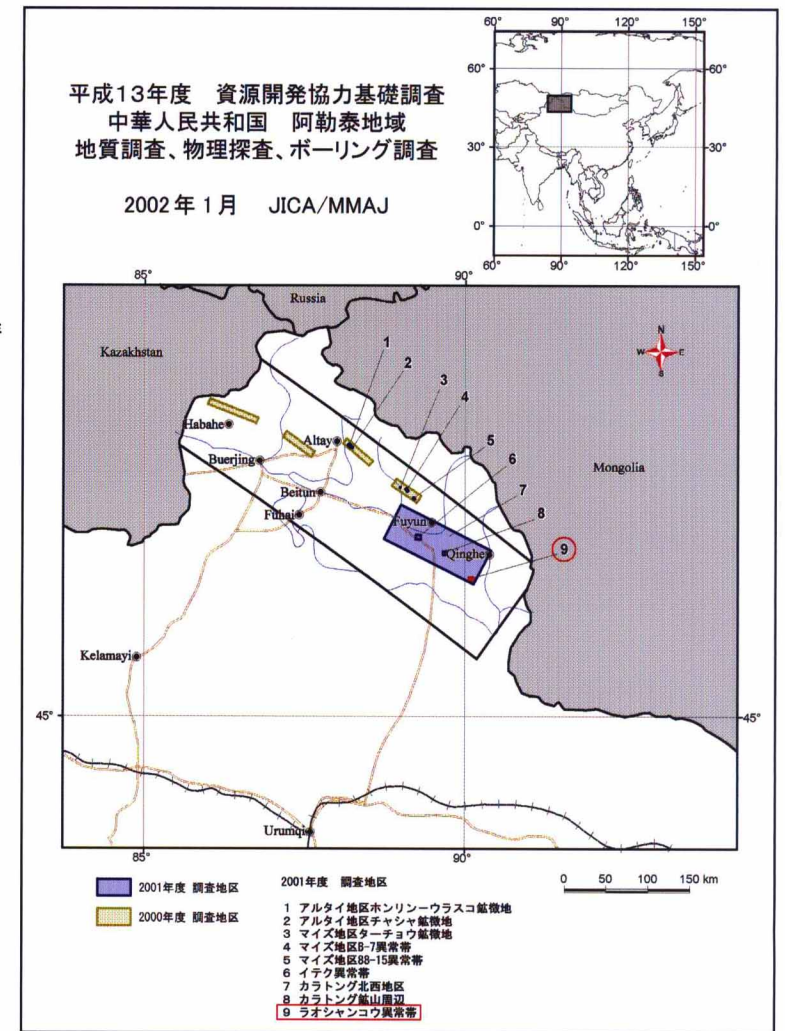 平成13年度 資源開発協力基礎調査
中華人民共和国 阿勒泰地域
地質調査、物理探査、ボーリング調査
2002年1月 JICA/MMAJ
60° 90° 120° 150°
60° 60°
30° 30°
0° 0°
60° 90° 120° 150°
85° 90°
Russia
Kazakhstan
1
2
3
4
5
6
7
8
9
N
W E
S
Mongolia
Habahe
Altay
Buerjing
Beitun
Fuhai
Fuyun
Qinghe
Kelamayi
45° 45°
Urumqi
85° 90°
2001年度 調査地区
2000年度 調査地区
0 50 100 150 km
2001年度 調査地区
1 アルタイ地区ホンリンーウラスコ鉱徴地
2 アルタイ地区チャシャ鉱徴地
3 マイズ地区ターチョウ鉱徴地
4 マイズ地区B-7異常帯
5 マイズ地区88-15異常帯
6 イテク異常帯
7 カラトング北西地区
8 カラトング鉱山周辺
9 ラオシャンコウ異常帯